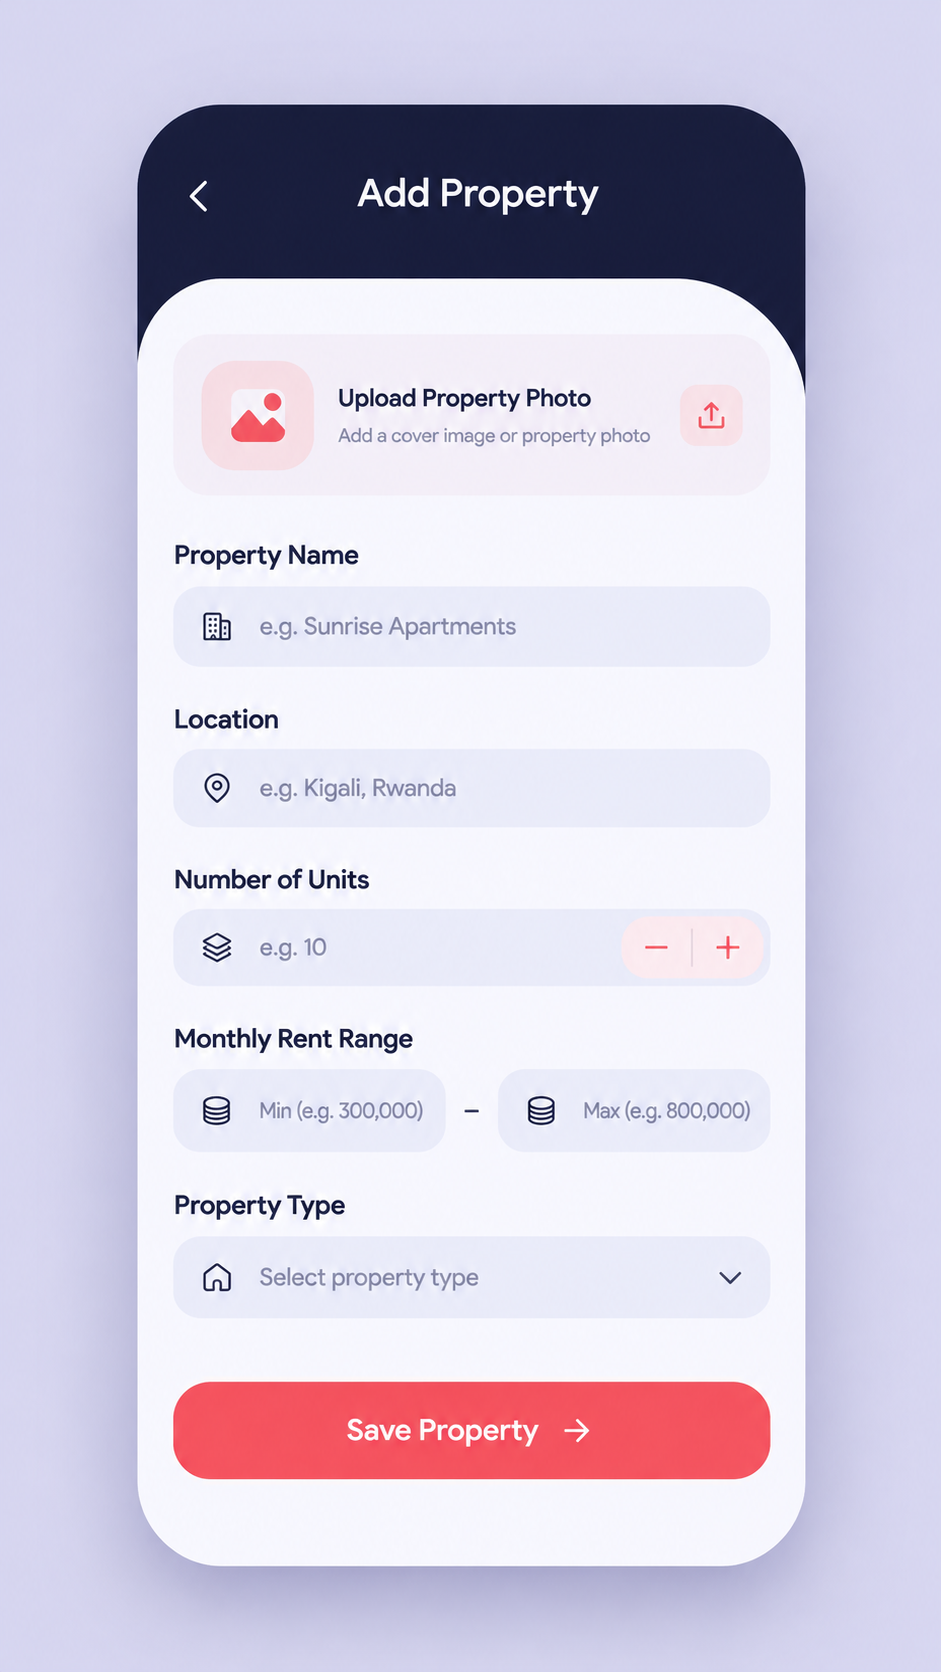 Add Property
Upload Property Photo
Add a cover image or property photo
Property Name
e.g. Sunrise Apartments
Location
e.g. Kigali, Rwanda
Number of Units
e.g. 10
Monthly Rent Range
Min (e.g. 300,000) – Max (e.g. 800,000)
Property Type
Select property type
Save Property →